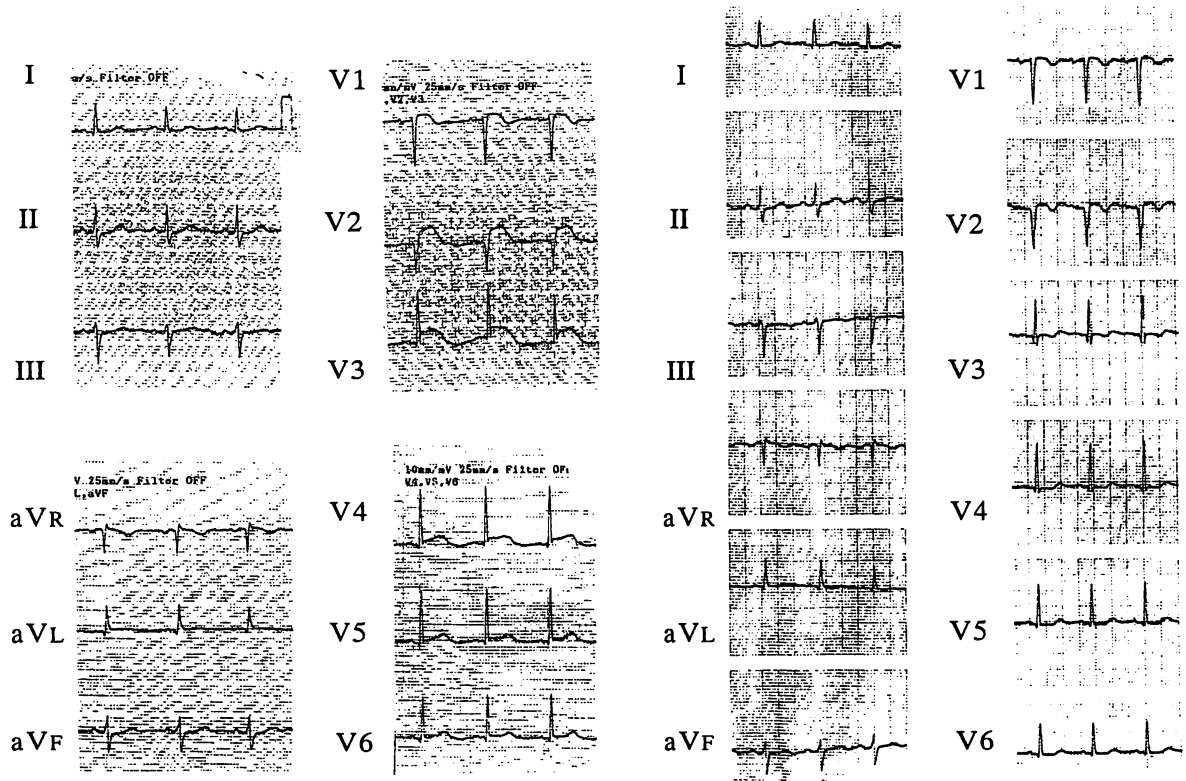 I
m/s Filter OFF
II
III
V1
mm/mV 25mm/s Filter OFF
,V2,V3
V2
V3
aVR
V 25mm/s Filter OFF
L,aVF
aVL
aVF
V4
10mm/mV 25mm/s Filter OF
V4,V5,V6
V5
V6
I
II
III
aVR
aVL
aVF
V1
V2
V3
V4
V5
V6